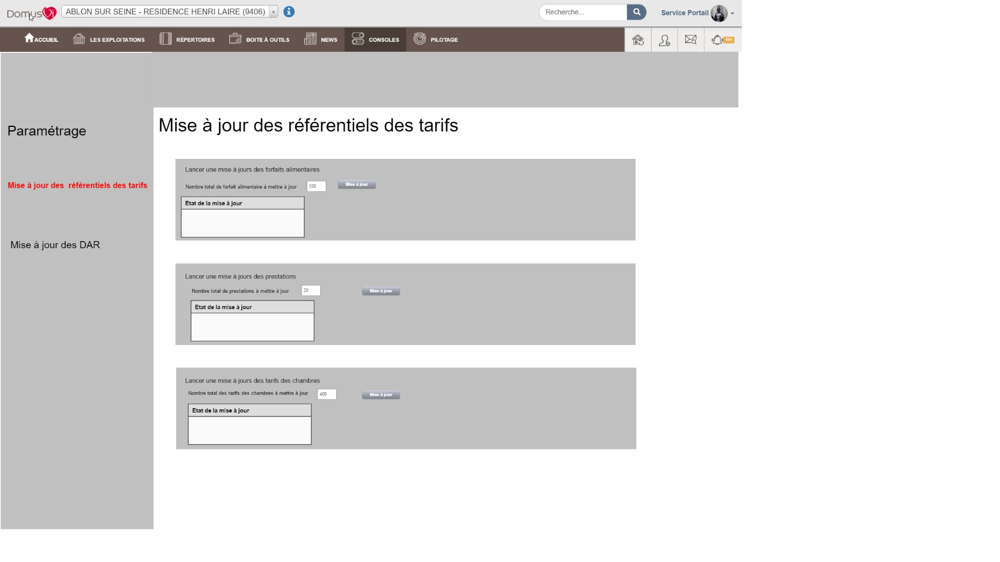 DomusVi
ABLON SUR SEINE - RESIDENCE HENRI LAIRE (9406)
Recherche...
Service Portail
ACCUEIL
LES EXPLOITATIONS
RÉPERTOIRES
BOITE À OUTILS
NEWS
CONSOLES
PILOTAGE
121
Paramétrage
Mise à jour des référentiels des tarifs
Mise à jour des DAR
Mise à jour des référentiels des tarifs
Lancer une mise à jours des forfaits alimentaires
Nombre total de forfait alimentaire à mettre à jour 100 Mise à jour
Etat de la mise à jour
Lancer une mise à jours des prestations
Nombre total de prestations à mettre à jour 20 Mise à jour
Etat de la mise à jour
Lancer une mise à jours des tarifs des chambres
Nombre total des tarifs des chambres à mettre à jour 400 Mise à jour
Etat de la mise à jour